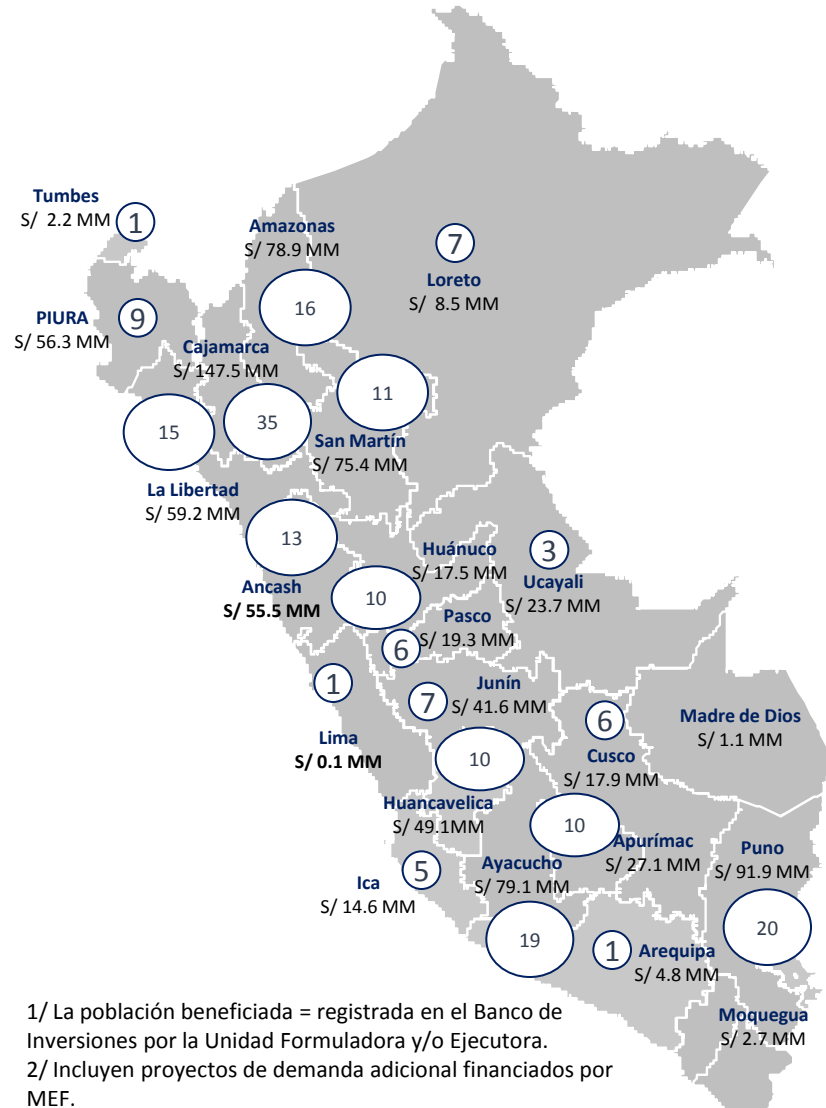 Tumbes
S/ 2.2 MM
1
Amazonas
S/ 78.9 MM
16
7
Loreto
S/ 8.5 MM
PIURA
S/ 56.3 MM
9
Cajamarca
S/ 147.5 MM
35
11
San Martín
S/ 75.4 MM
15
La Libertad
S/ 59.2 MM
13
Ancash
S/ 55.5 MM
10
Huánuco
S/ 17.5 MM
3
Ucayali
S/ 23.7 MM
Pasco
S/ 19.3 MM
6
1
Lima
S/ 0.1 MM
7
Junín
S/ 41.6 MM
6
Cusco
S/ 17.9 MM
Madre de Dios
S/ 1.1 MM
10
Huancavelica
S/ 49.1MM
10
Apurímac
S/ 27.1 MM
Puno
S/ 91.9 MM
20
5
Ica
S/ 14.6 MM
Ayacucho
S/ 79.1 MM
19
1
Arequipa
S/ 4.8 MM
Moquegua
S/ 2.7 MM
1/ La población beneficiada = registrada en el Banco de
Inversiones por la Unidad Formuladora y/o Ejecutora.
2/ Incluyen proyectos de demanda adicional financiados por
MEF.